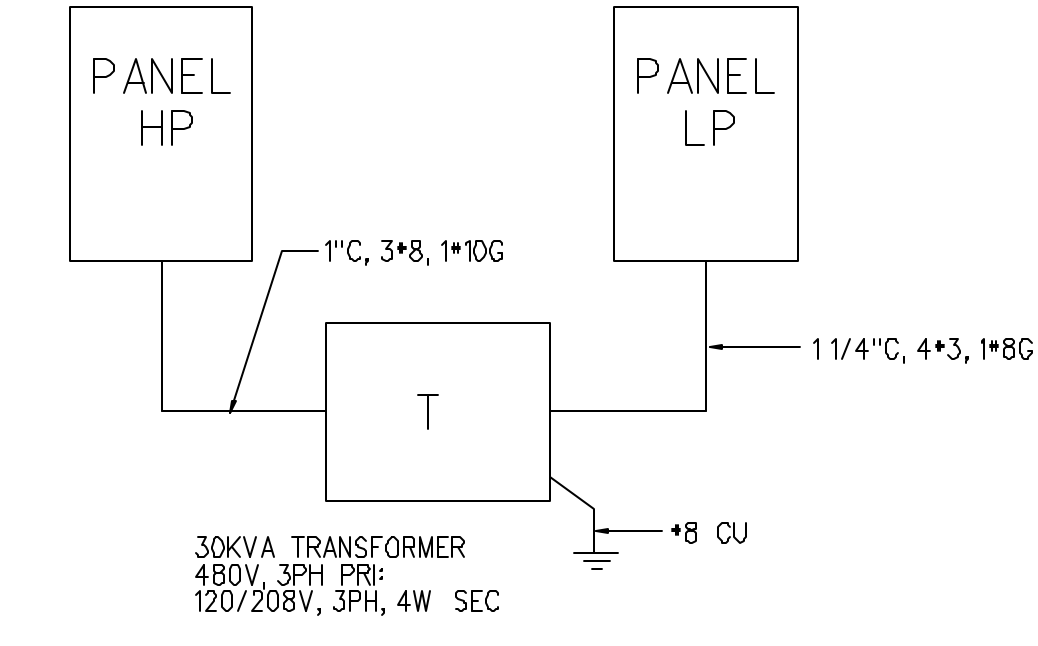 PANEL
HP
PANEL
LP
1"C, 3#8, 1#10G
1 1/4"C, 4#3, 1#8G
T
#8 CU
30KVA TRANSFORMER
480V, 3PH PRI:
120/208V, 3PH, 4W SEC